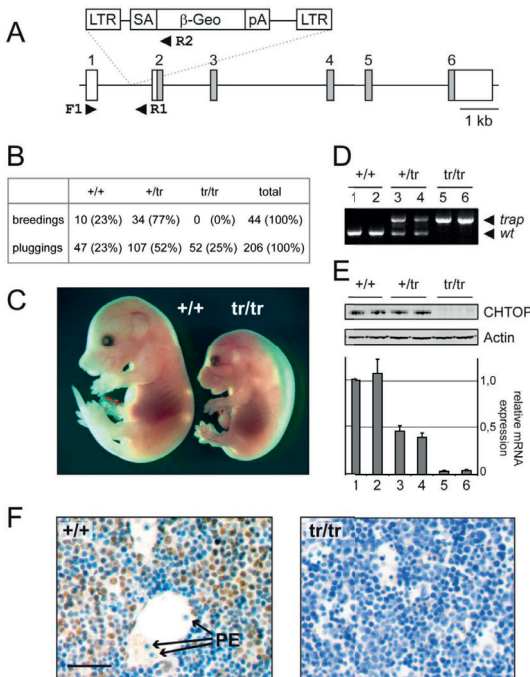 A
LTR SA β-Geo pA LTR
R2
1 2 3 4 5 6
F1 R1
1 kb
B
+/+ +/tr tr/tr total
breedings 10 (23%) 34 (77%) 0 (0%) 44 (100%)
pluggings 47 (23%) 107 (52%) 52 (25%) 206 (100%)
C
+/+ tr/tr
D
+/+ +/tr tr/tr
1 2 3 4 5 6
trap
wt
E
+/+ +/tr tr/tr
CHTOP
Actin
1,0
0,5
0
relative mRNA
expression
1 2 3 4 5 6
F
+/+
PE
tr/tr